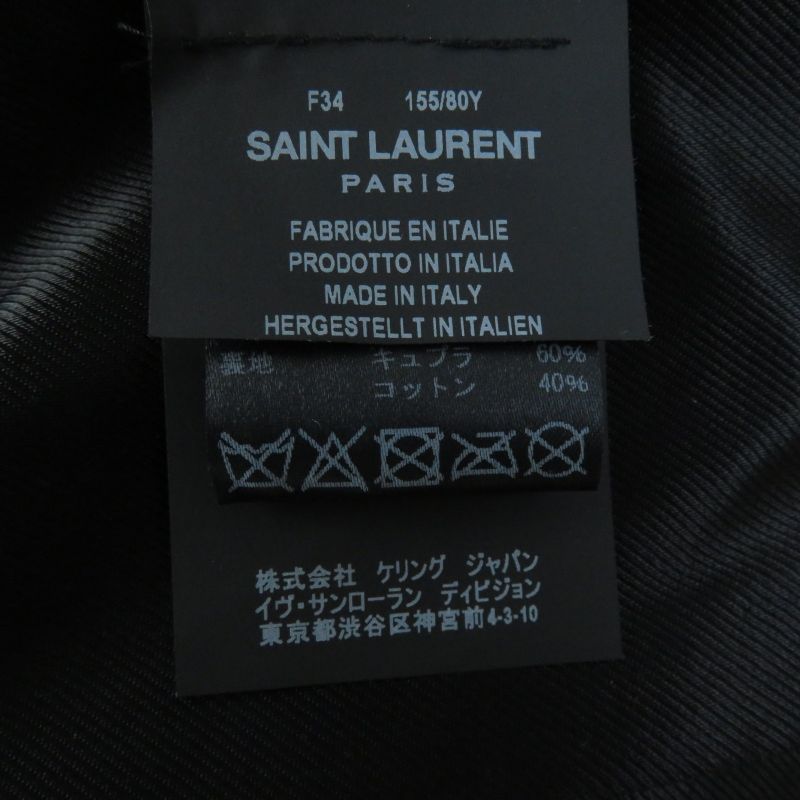 F34 155/80Y
SAINT LAURENT
PARIS
FABRIQUE EN ITALIE
PRODOTTO IN ITALIA
MADE IN ITALY
HERGESTELLT IN ITALIEN
裏地 キュプラ 60%
コットン 40%
株式会社 ケリング ジャパン
イヴ・サンローラン ディビジョン
東京都渋谷区神宮前4-3-10